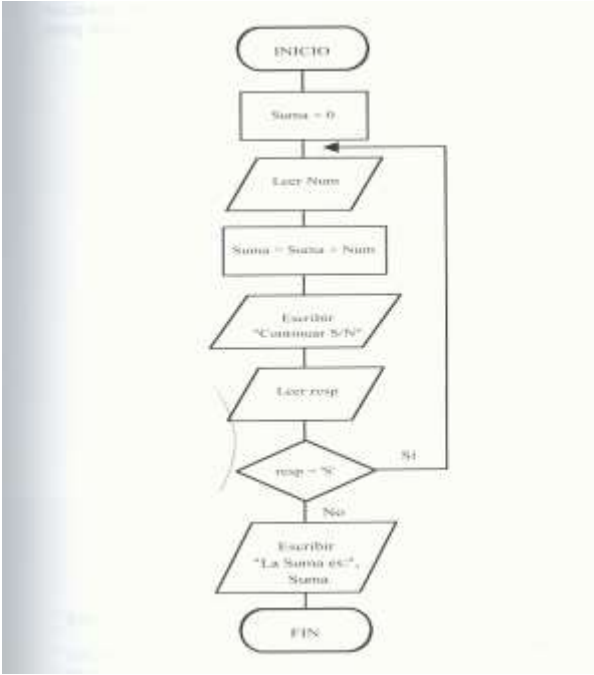 INICIO
Suma = 0
Leer Num
Suma = Suma + Num
Escribir
"Continuar S/N"
Leer resp
resp = 'S'
Si
No
Escribir
"La Suma es:",
Suma
FIN